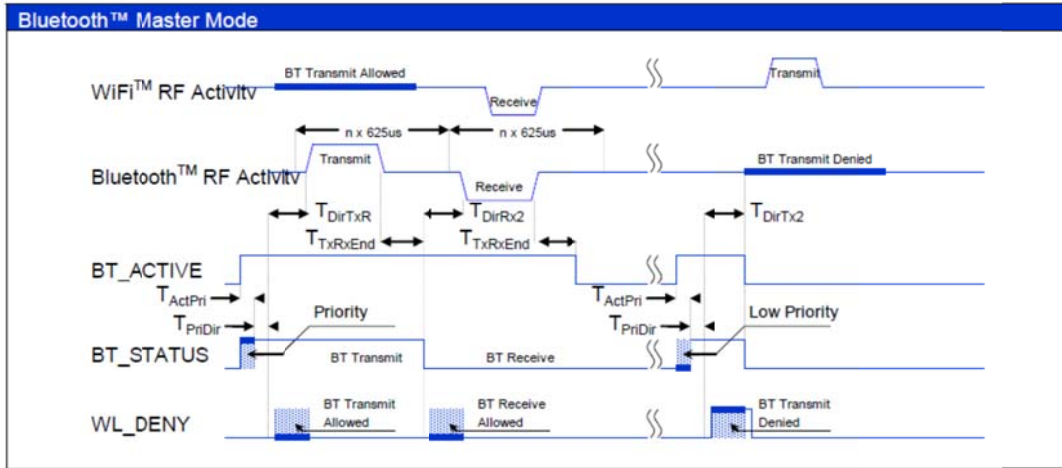 Bluetooth™ Master Mode
BT Transmit Allowed
Transmit
WiFi™ RF Activity
Receive
n x 625us
n x 625us
Transmit
BT Transmit Denied
Bluetooth™ RF Activity
Receive
TDirTxR
TDirRx2
TDirTx2
TTxRxEnd
TTxRxEnd
BT_ACTIVE
TActPri
TActPri
Priority
Low Priority
TPriDir
TPriDir
BT_STATUS
BT Transmit
BT Receive
BT Transmit
Allowed
BT Receive
Allowed
BT Transmit
Denied
WL_DENY